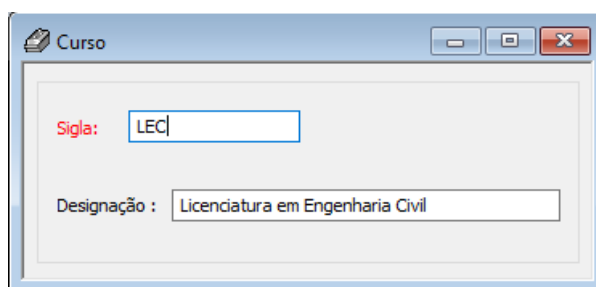 Curso
Sigla: LEC
Designação : Licenciatura em Engenharia Civil